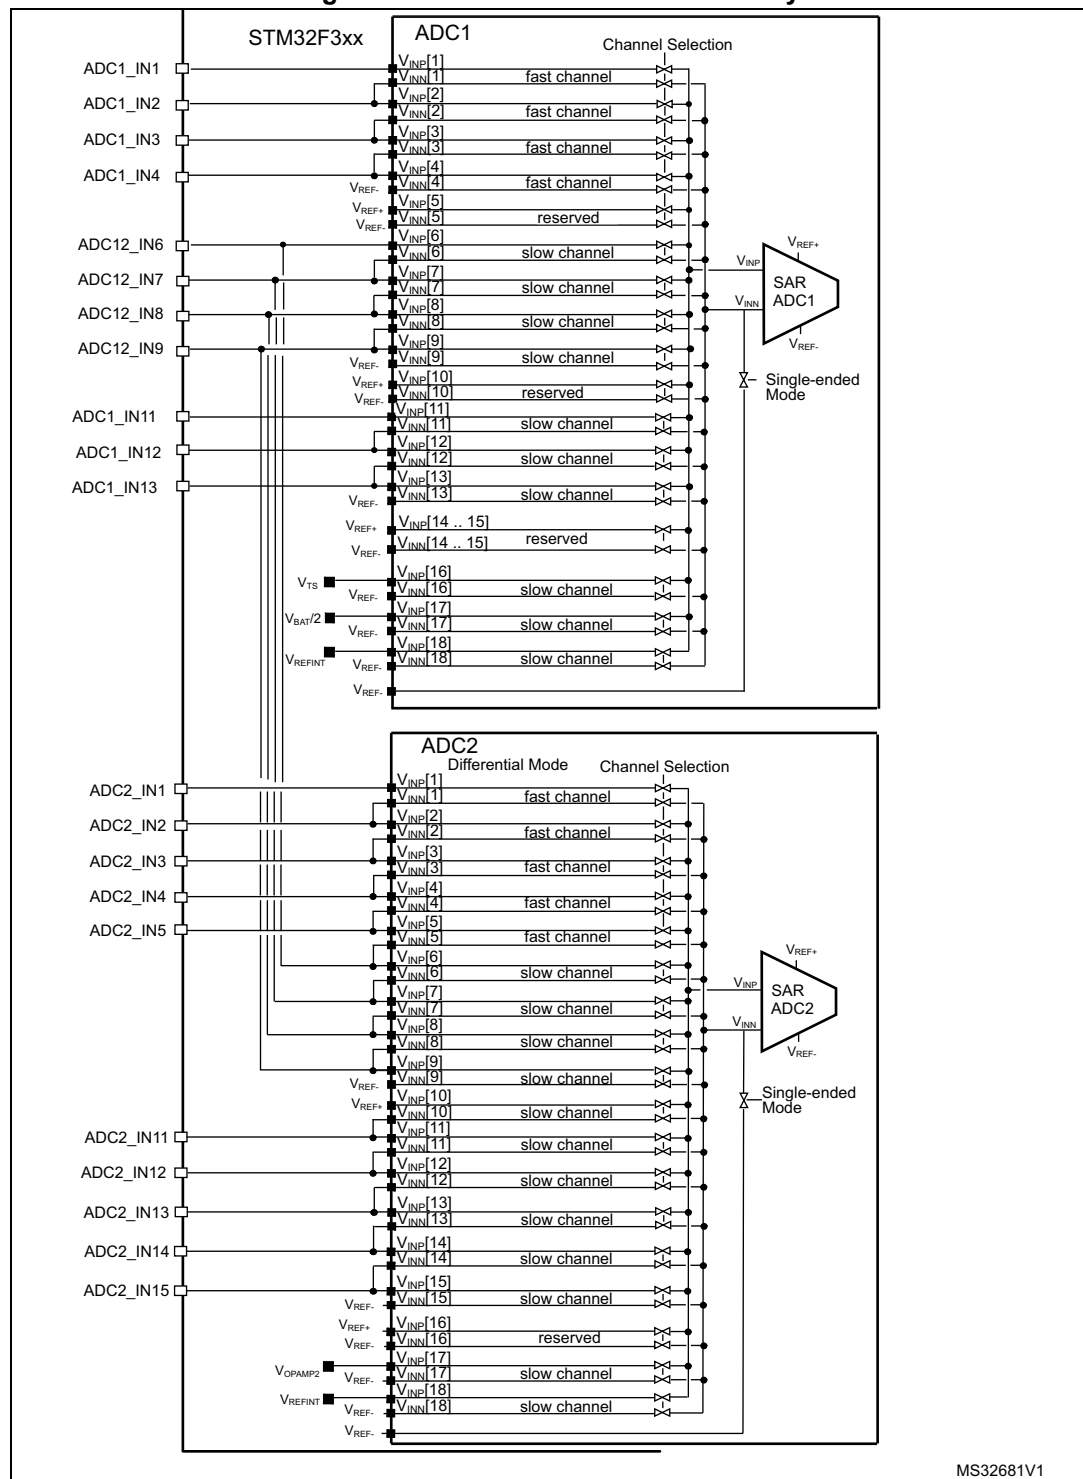 STM32F3xx
ADC1
Channel Selection
ADC1_IN1
VINP[1]
VINN[1]
fast channel
ADC1_IN2
VINP[2]
VINN[2]
fast channel
ADC1_IN3
VINP[3]
VINN[3]
fast channel
ADC1_IN4
VINP[4]
VREF-
VINN[4]
fast channel
VREF+
VINP[5]
VREF-
VINN[5]
reserved
ADC12_IN6
VINP[6]
VINN[6]
slow channel
ADC12_IN7
VINP[7]
VINN[7]
slow channel
ADC12_IN8
VINP[8]
VINN[8]
slow channel
ADC12_IN9
VINP[9]
VREF-
VINN[9]
slow channel
VREF+
VINP[10]
VREF-
VINN[10]
reserved
ADC1_IN11
VINP[11]
VINN[11]
slow channel
ADC1_IN12
VINP[12]
VINN[12]
slow channel
ADC1_IN13
VINP[13]
VREF-
VINN[13]
slow channel
VREF+
VINP[14 .. 15]
VREF-
VINN[14 .. 15]
reserved
VTS
VINP[16]
VREF-
VINN[16]
slow channel
VBAT/2
VINP[17]
VREF-
VINN[17]
slow channel
VREFINT
VINP[18]
VREF-
VINN[18]
slow channel
VREF-
VREF+
VINP
SAR
ADC1
VINN
VREF-
Single-ended
Mode
ADC2
Differential Mode
Channel Selection
ADC2_IN1
VINP[1]
VINN[1]
fast channel
ADC2_IN2
VINP[2]
VINN[2]
fast channel
ADC2_IN3
VINP[3]
VINN[3]
fast channel
ADC2_IN4
VINP[4]
VINN[4]
fast channel
ADC2_IN5
VINP[5]
VINN[5]
fast channel
VINP[6]
VINN[6]
slow channel
VINP[7]
VINN[7]
slow channel
VINP[8]
VINN[8]
slow channel
VINP[9]
VREF-
VINN[9]
slow channel
VREF+
VINP[10]
VINN[10]
slow channel
ADC2_IN11
VINP[11]
VINN[11]
slow channel
ADC2_IN12
VINP[12]
VINN[12]
slow channel
ADC2_IN13
VINP[13]
VINN[13]
slow channel
ADC2_IN14
VINP[14]
VINN[14]
slow channel
ADC2_IN15
VINP[15]
VREF-
VINN[15]
slow channel
VREF+
VINP[16]
VREF-
VINN[16]
reserved
VOPAMP2
VINP[17]
VREF-
VINN[17]
slow channel
VREFINT
VINP[18]
VREF-
VINN[18]
slow channel
VREF-
VREF+
VINP
SAR
ADC2
VINN
VREF-
Single-ended
Mode
MS32681V1